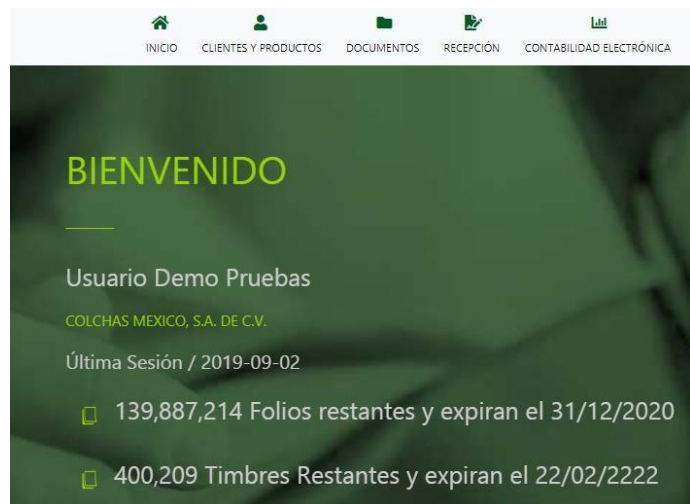 INICIO CLIENTES Y PRODUCTOS DOCUMENTOS RECEPCIÓN CONTABILIDAD ELECTRÓNICA
BIENVENIDO
Usuario Demo Pruebas
COLCHAS MEXICO, S.A. DE C.V.
Última Sesión / 2019-09-02
139,887,214 Folios restantes y expiran el 31/12/2020
400,209 Timbres Restantes y expiran el 22/02/2222